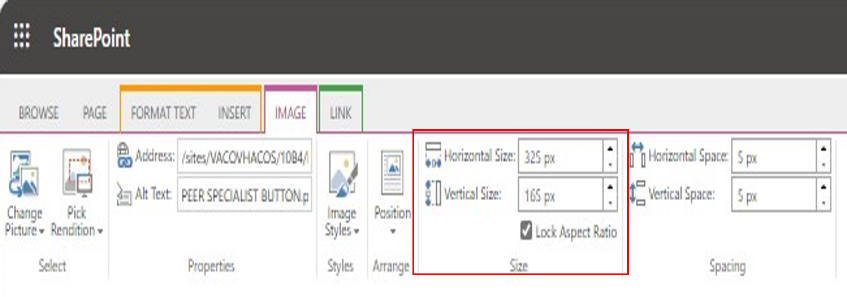 SharePoint
BROWSE PAGE FORMAT TEXT INSERT IMAGE LINK
Change Picture
Pick Rendition
Select
Address: /sites/VACOVHACOS/10B4/
Alt Text: PEER SPECIALIST BUTTON.p
Properties
Image Styles
Styles
Position
Arrange
Horizontal Size: 325 px
Vertical Size: 165 px
Lock Aspect Ratio
Size
Horizontal Space: 5 px
Vertical Space: 5 px
Spacing